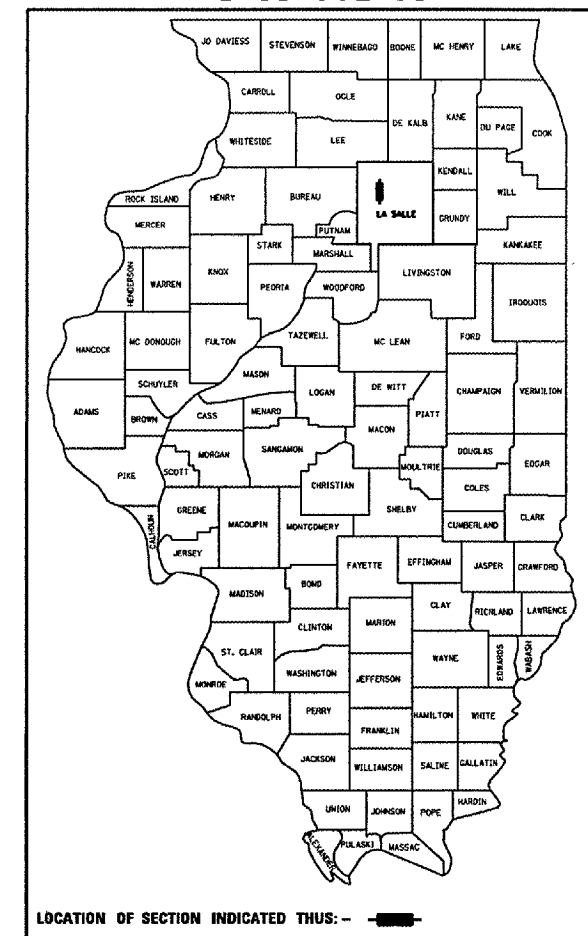 JO DAVIESS STEVENSON WINNEBAGO BOONE MC HENRY LAKE
CARROLL OGLE DE KALB KANE DU PAGE COOK
WHITESIDE LEE KENDALL WILL
ROCK ISLAND HENRY BUREAU LA SALLE GRUNDY
MERCER PUTNAM KANKAKEE
STARK MARSHALL LIVINGSTON
HENDERSON WARREN KNOX PEORIA WOODFORD IROQUOIS
HANCOCK MC DONOUGH FULTON TAZEWELL MC LEAN FORD
SCHUYLER MASON LOGAN DE WITT CHAMPAIGN VERMILION
ADAMS BROWN CASS MENARD MACON PIATT
PIKE SCOTT MORGAN SANGAMON MOULTRIE DOUGLAS EDGAR
CHRISTIAN COLES
CALHOUN GREENE MACOUPIN MONTGOMERY SHELBY CUMBERLAND CLARK
JERSEY FAYETTE EFFINGHAM JASPER CRAWFORD
MADISON BOND CLAY RICHLAND LAWRENCE
CLINTON MARION
ST. CLAIR WAYNE EDWARDS WABASH
MONROE WASHINGTON JEFFERSON
RANDOLPH PERRY HAMILTON WHITE
FRANKLIN
JACKSON WILLIAMSON SALINE GALLATIN
UNION JOHNSON POPE HARDIN
ALEXANDER PULASKI MASSAC
LOCATION OF SECTION INDICATED THUS: -